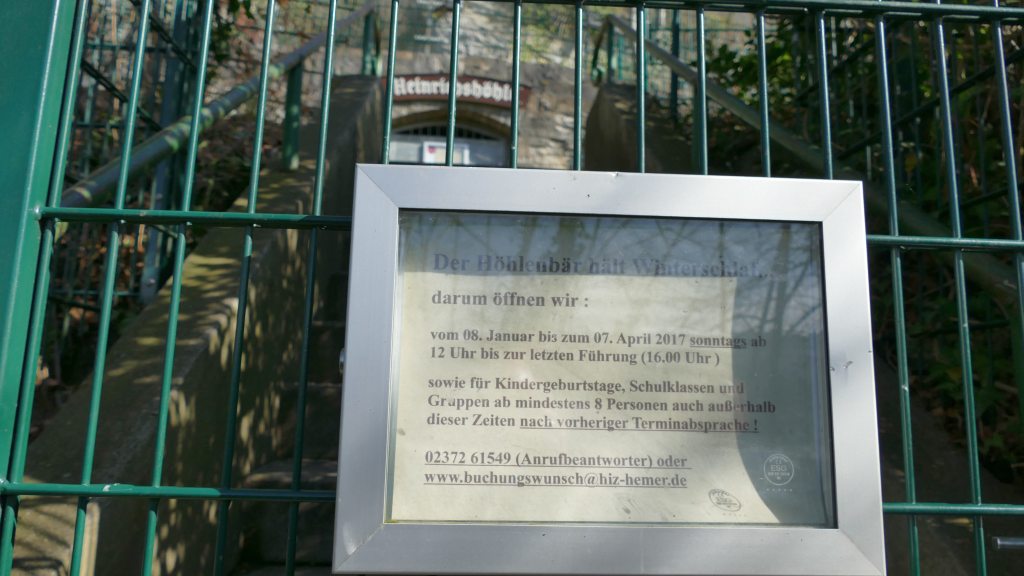 Heinrichshöhle
Der Höhlenbär hält Winterschlaf,
darum öffnen wir :
vom 08. Januar bis zum 07. April 2017 sonntags ab
12 Uhr bis zur letzten Führung (16.00 Uhr )
sowie für Kindergeburtstage, Schulklassen und
Gruppen ab mindestens 8 Personen auch außerhalb
dieser Zeiten nach vorheriger Terminabsprache !
02372 61549 (Anrufbeantworter) oder
www.buchungswunsch@hiz-hemer.de
ESG